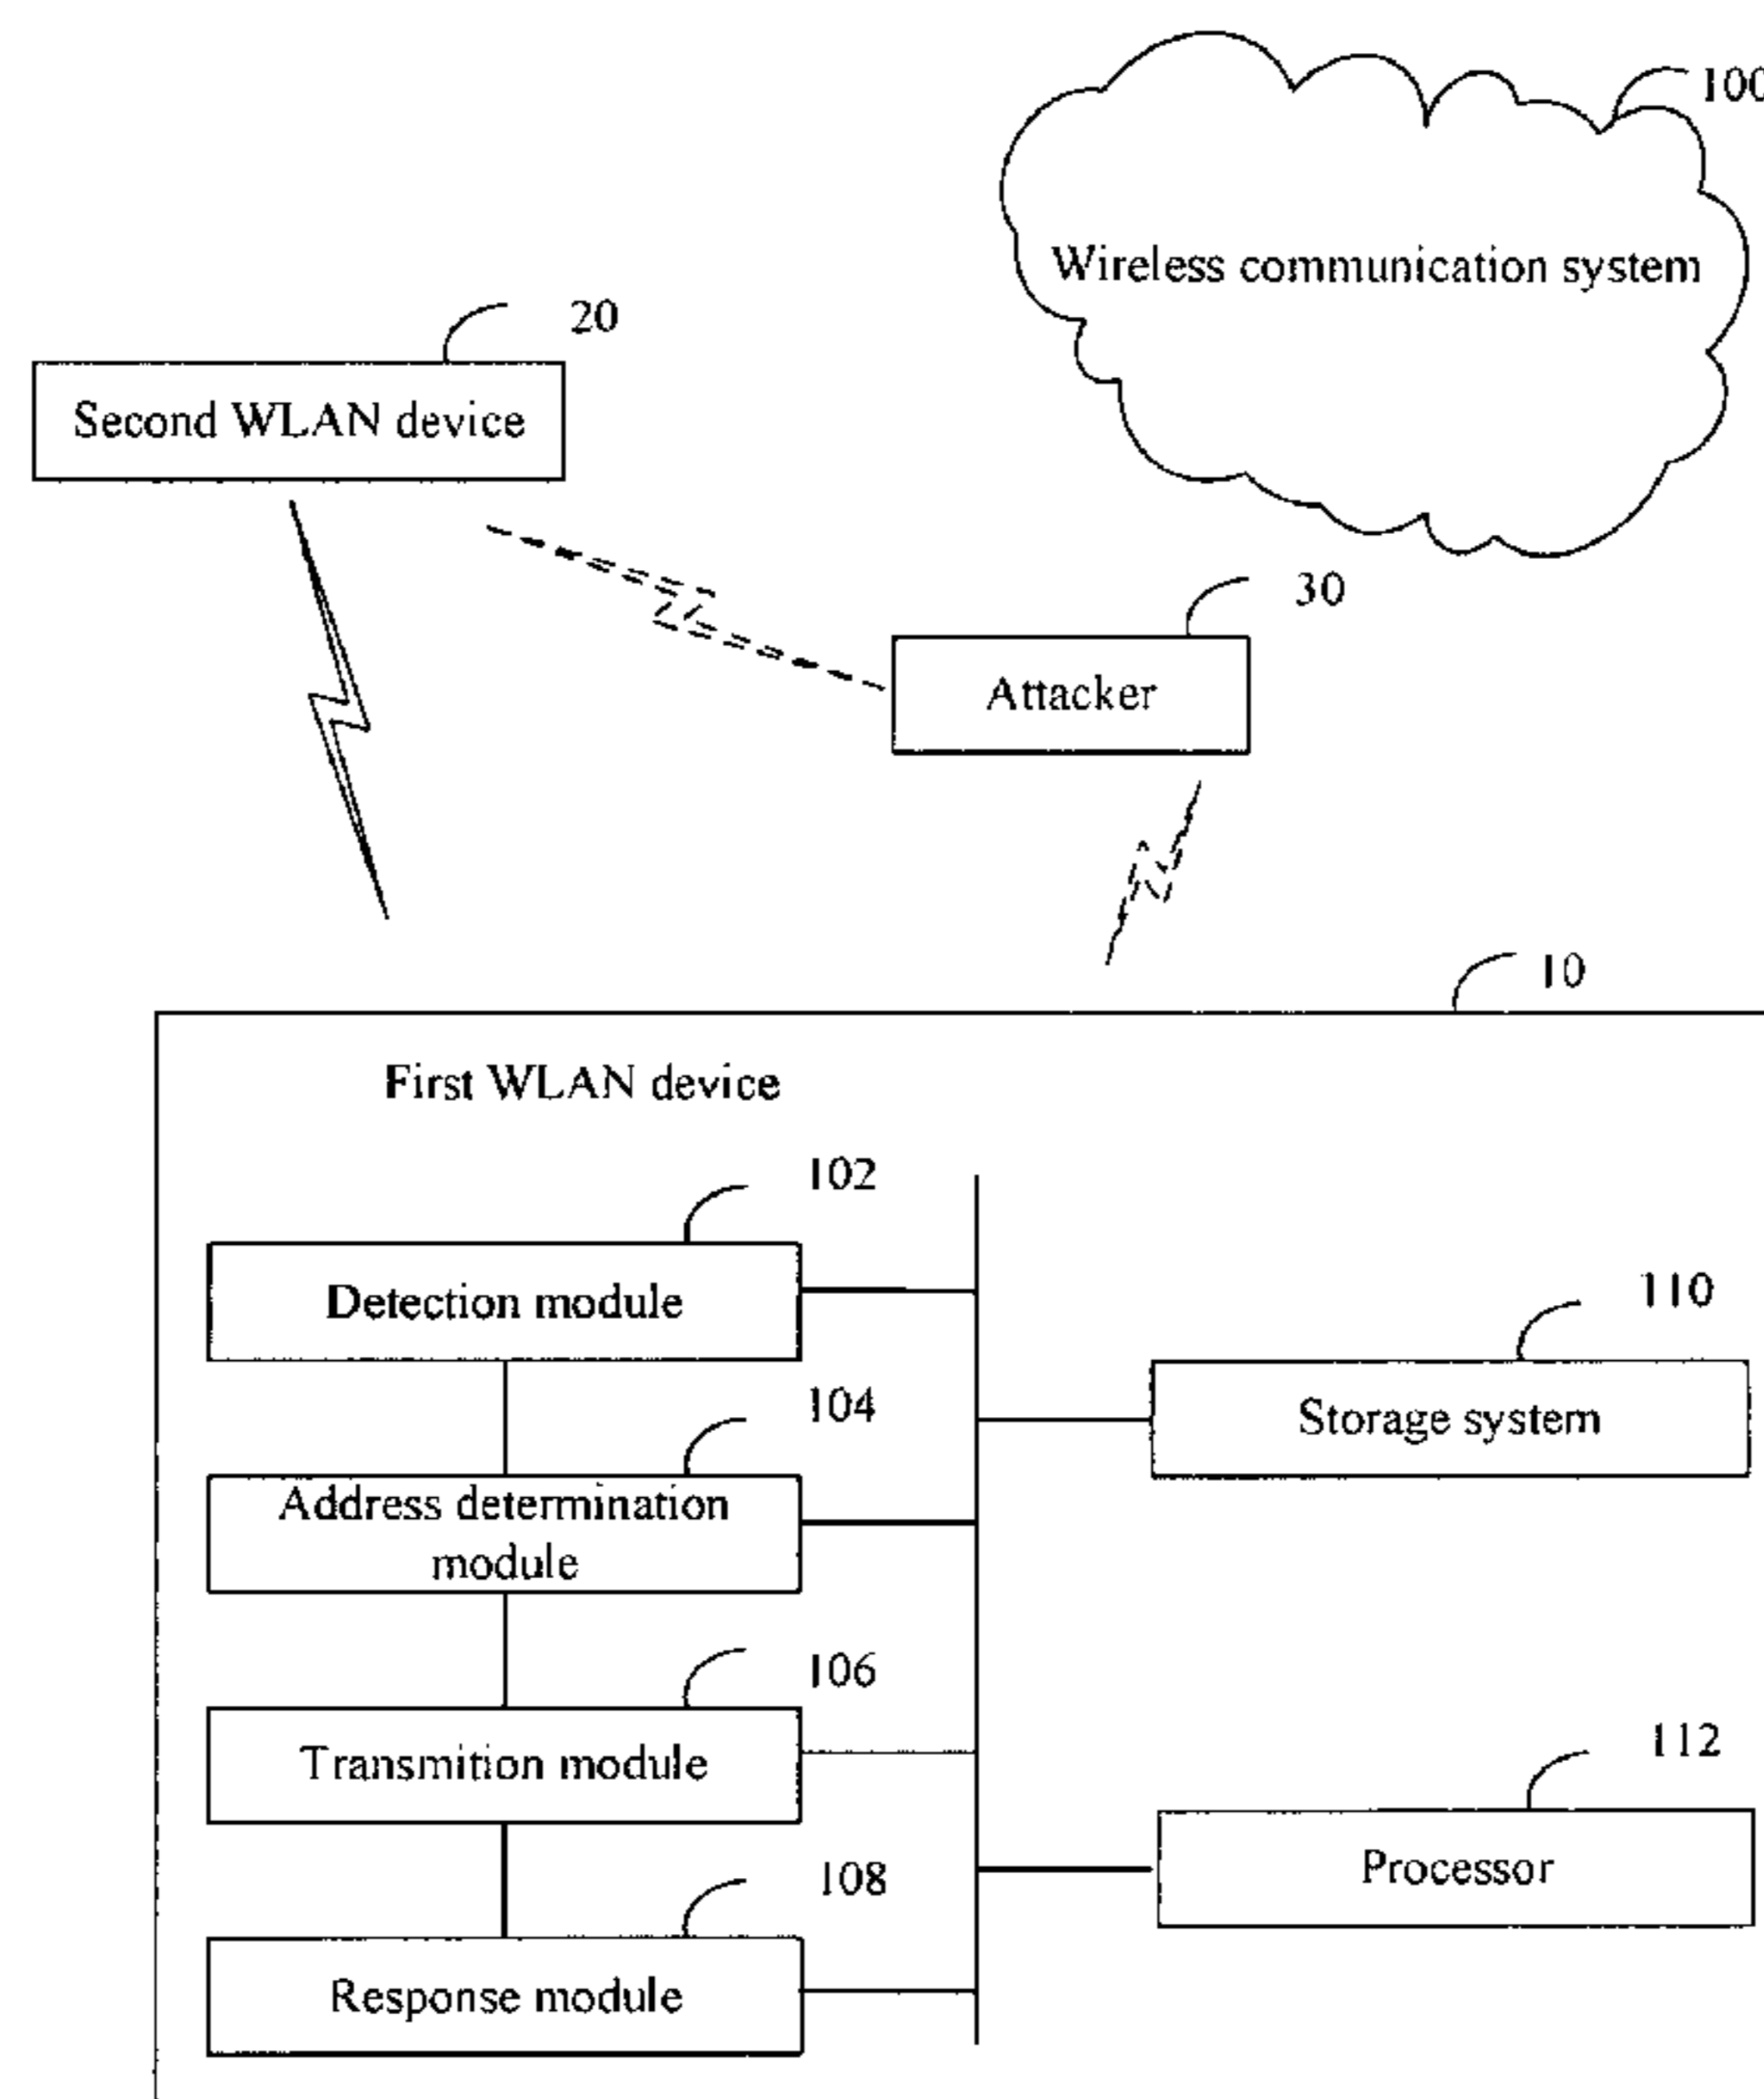 100
Wireless communication system
20
Second WLAN device
30
Attacker
10
First WLAN device
102
Detection module
110
Storage system
104
Address determination
module
106
Transmition module
112
Processor
108
Response module